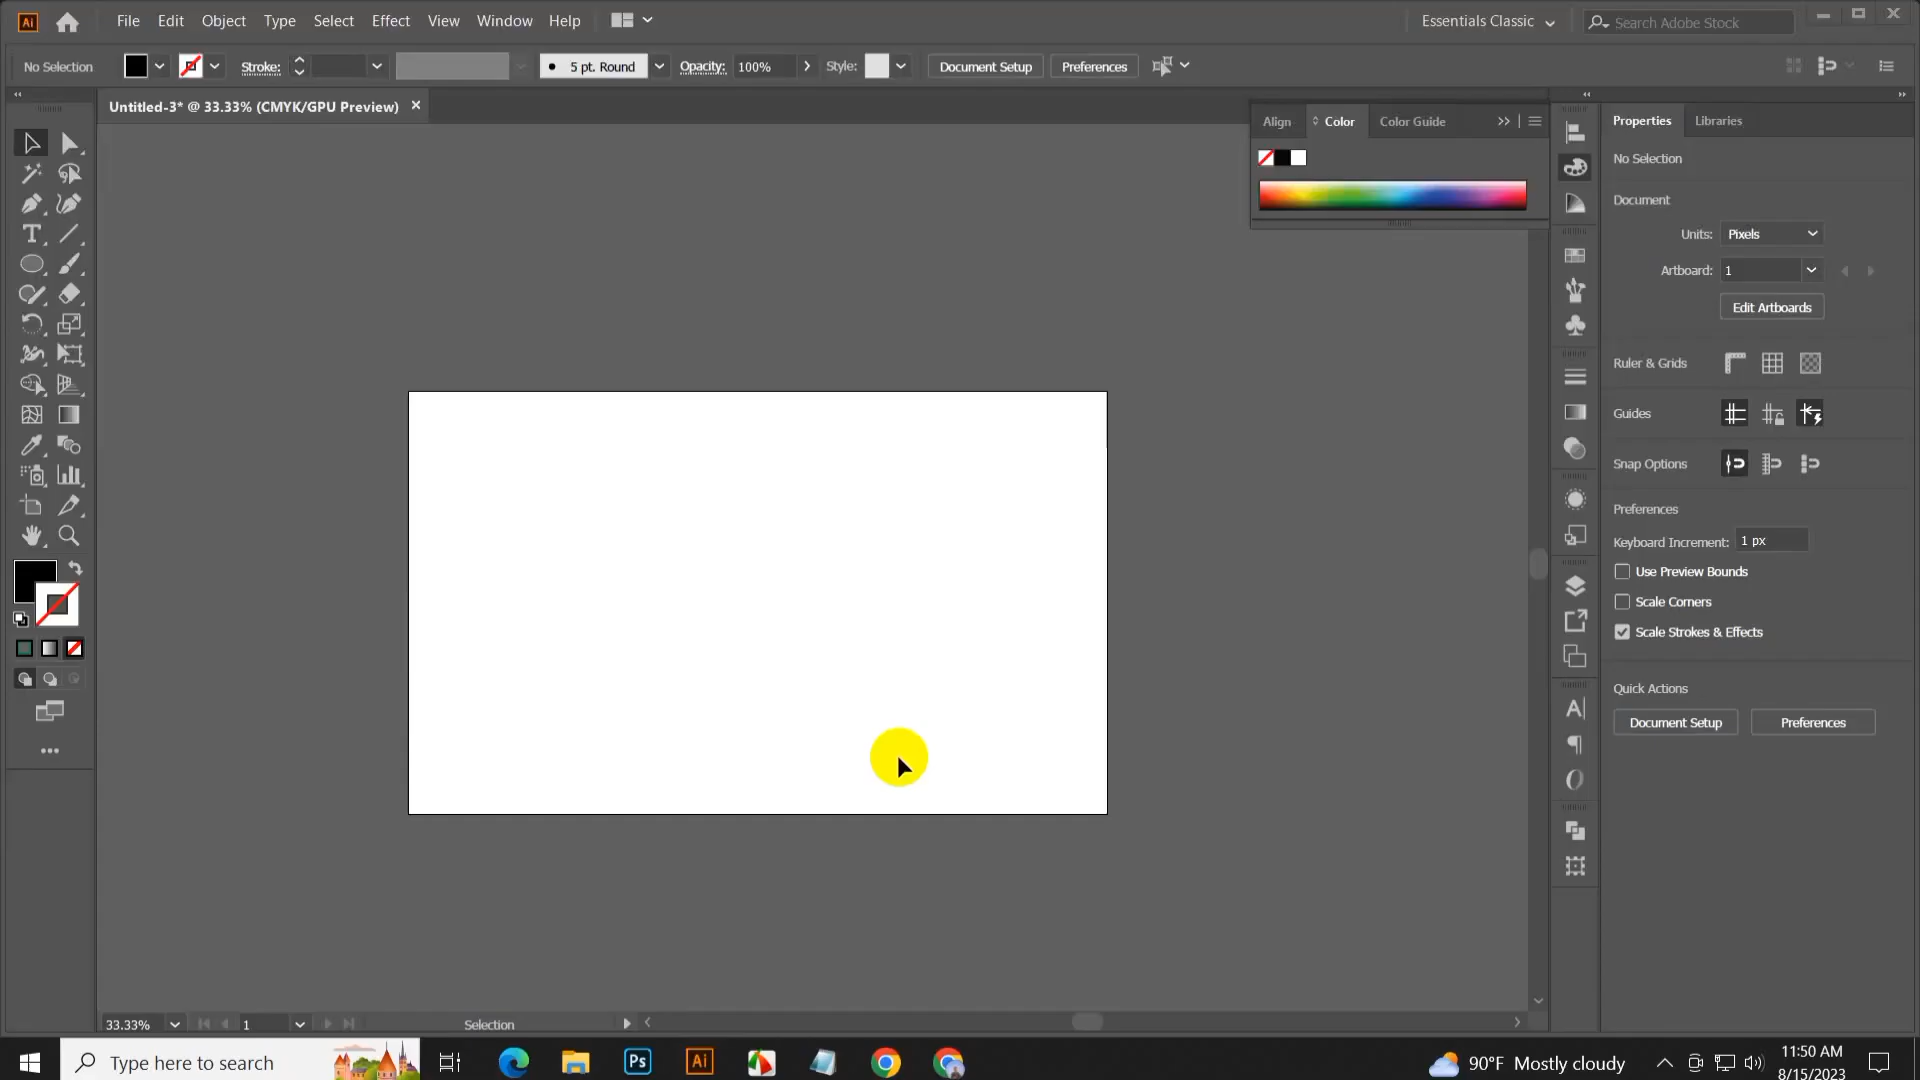 Ai File Edit Object Type Select Effect View Window Help Essentials Classic Search Adobe Stock
No Selection Stroke: 5 pt. Round Opacity: 100% Style: Document Setup Preferences
Untitled-3* @ 33.33% (CMYK/GPU Preview) ×
Align Color Color Guide
Properties Libraries
No Selection
Document
Units: Pixels
Artboard: 1
Edit Artboards
Ruler & Grids
Guides
Snap Options
Preferences
Keyboard Increment: 1 px
Use Preview Bounds
Scale Corners
Scale Strokes & Effects
Quick Actions
Document Setup Preferences
33.33% 1 Selection
Type here to search Ps Ai 90°F Mostly cloudy 11:50 AM
8/15/2023